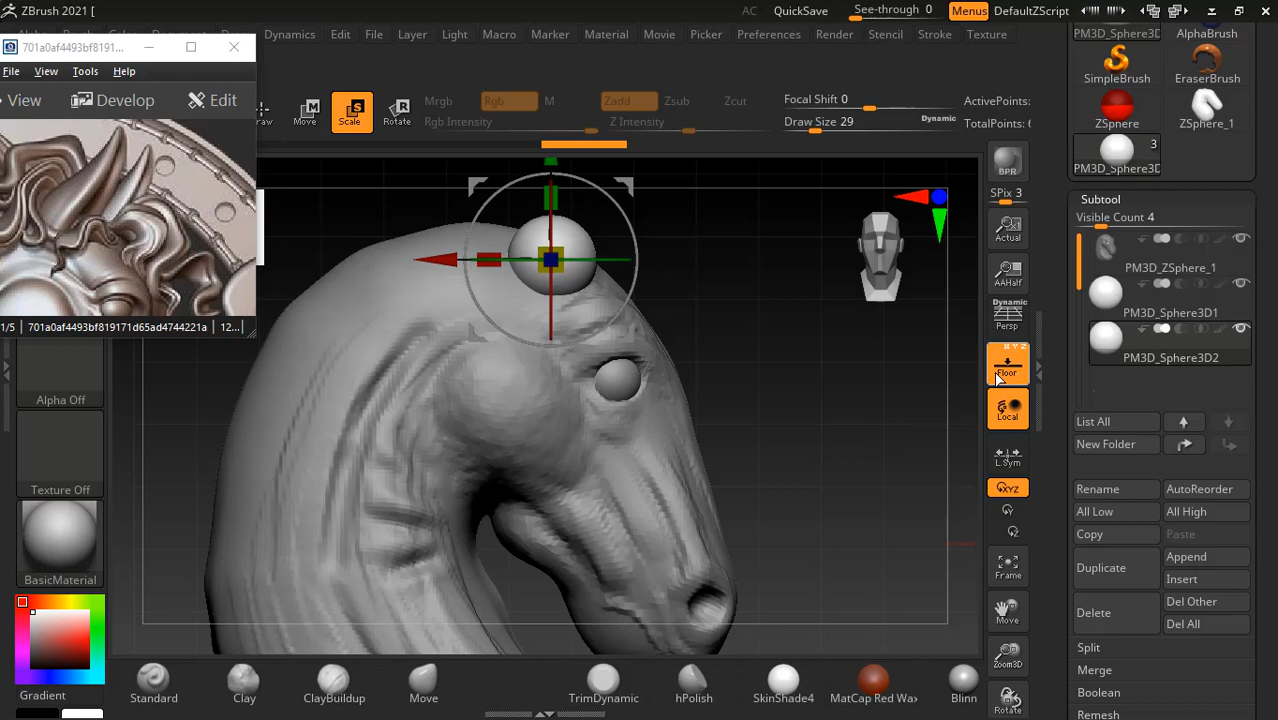 ZBrush 2021 [
AC
QuickSave
See-through 0
Menus
DefaultZScript
Dynamics
Edit
File
Layer
Light
Macro
Marker
Material
Movie
Picker
Preferences
Render
Stencil
Stroke
Texture
701a0af4493bf8191...
File
View
Tools
Help
View
Develop
Edit
Move
Scale
Rotate
Mrgb
Rgb
M
Zadd
Zsub
Zcut
Rgb Intensity
Z Intensity
Focal Shift 0
Draw Size 29
Dynamic
ActivePoints:
TotalPoints: 6
1/5
701a0af4493bf819171d65ad4744221a
12...
Alpha Off
Texture Off
BasicMaterial
Gradient
BPR
SPix 3
Actual
AAHalf
Dynamic
Persp
X Y Z
Floor
Local
L.Sym
XYZ
Y
Z
Frame
Move
Zoom3D
Rotate
PM3D_Sphere3D
AlphaBrush
SimpleBrush
EraserBrush
ZSphere
ZSphere_1
3
PM3D_Sphere3D
Subtool
Visible Count 4
PM3D_ZSphere_1
PM3D_Sphere3D1
PM3D_Sphere3D2
List All
New Folder
Rename
AutoReorder
All Low
All High
Copy
Paste
Duplicate
Append
Insert
Delete
Del Other
Del All
Split
Merge
Boolean
Remesh
Standard
Clay
ClayBuildup
Move
TrimDynamic
hPolish
SkinShade4
MatCap Red Wax
Blinn